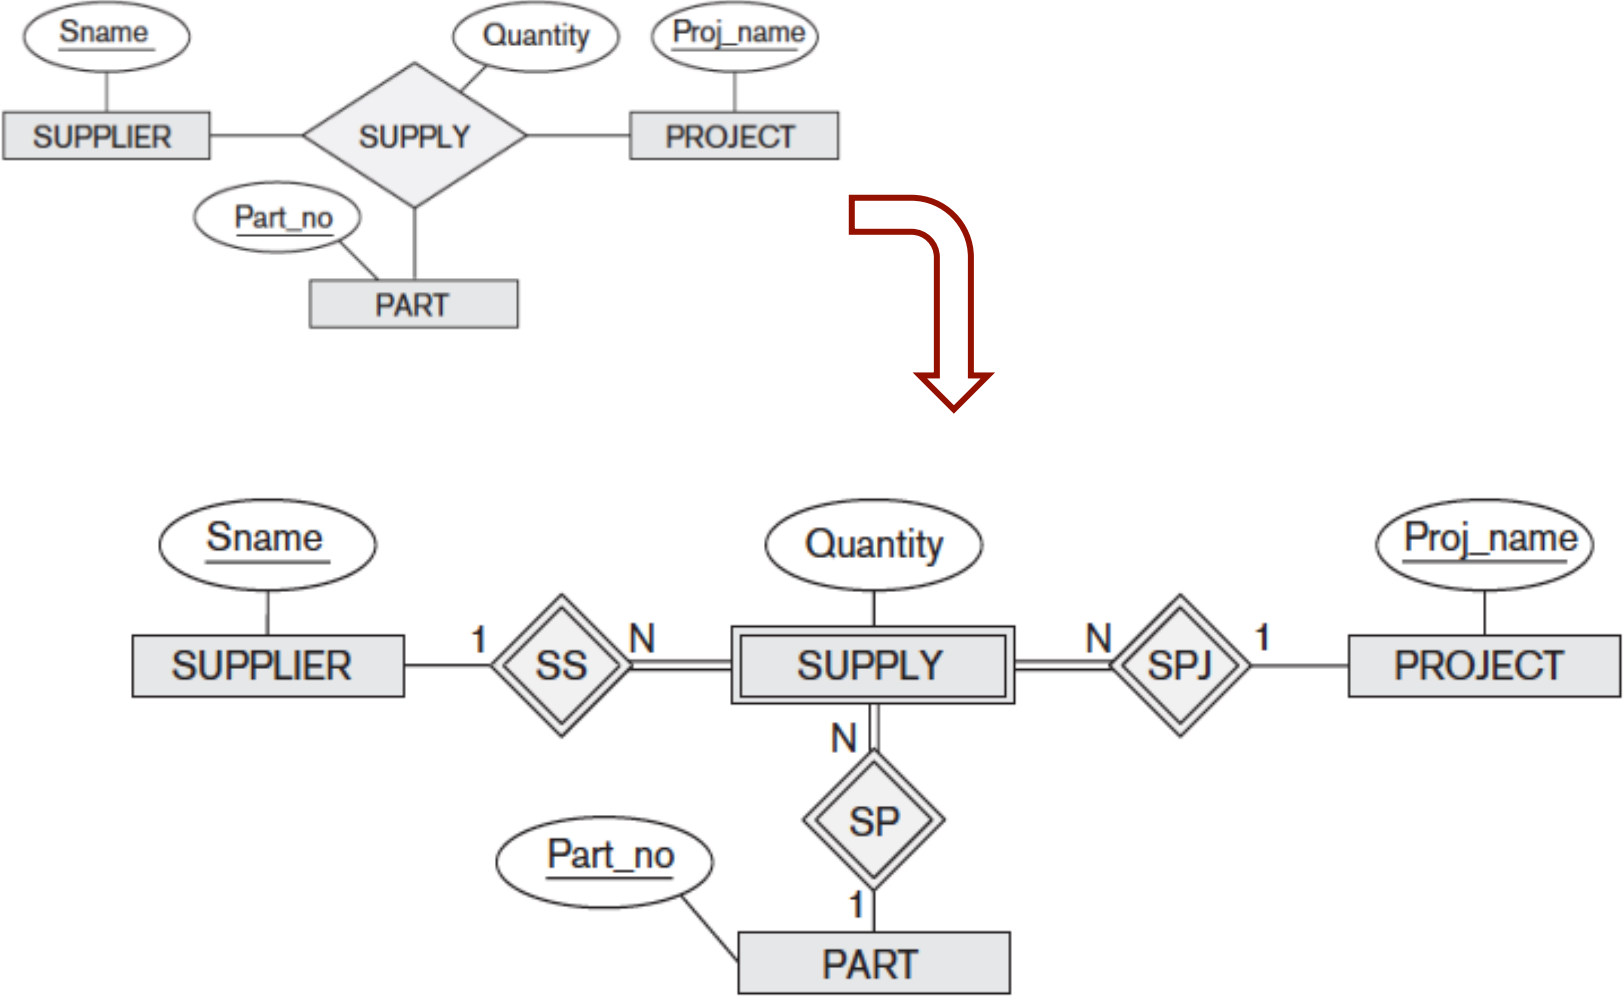 Sname
Quantity
Proj_name
SUPPLIER
SUPPLY
PROJECT
Part_no
PART
Sname
Quantity
Proj_name
1
N
N
1
SUPPLIER
SS
SUPPLY
SPJ
PROJECT
N
SP
Part_no
1
PART